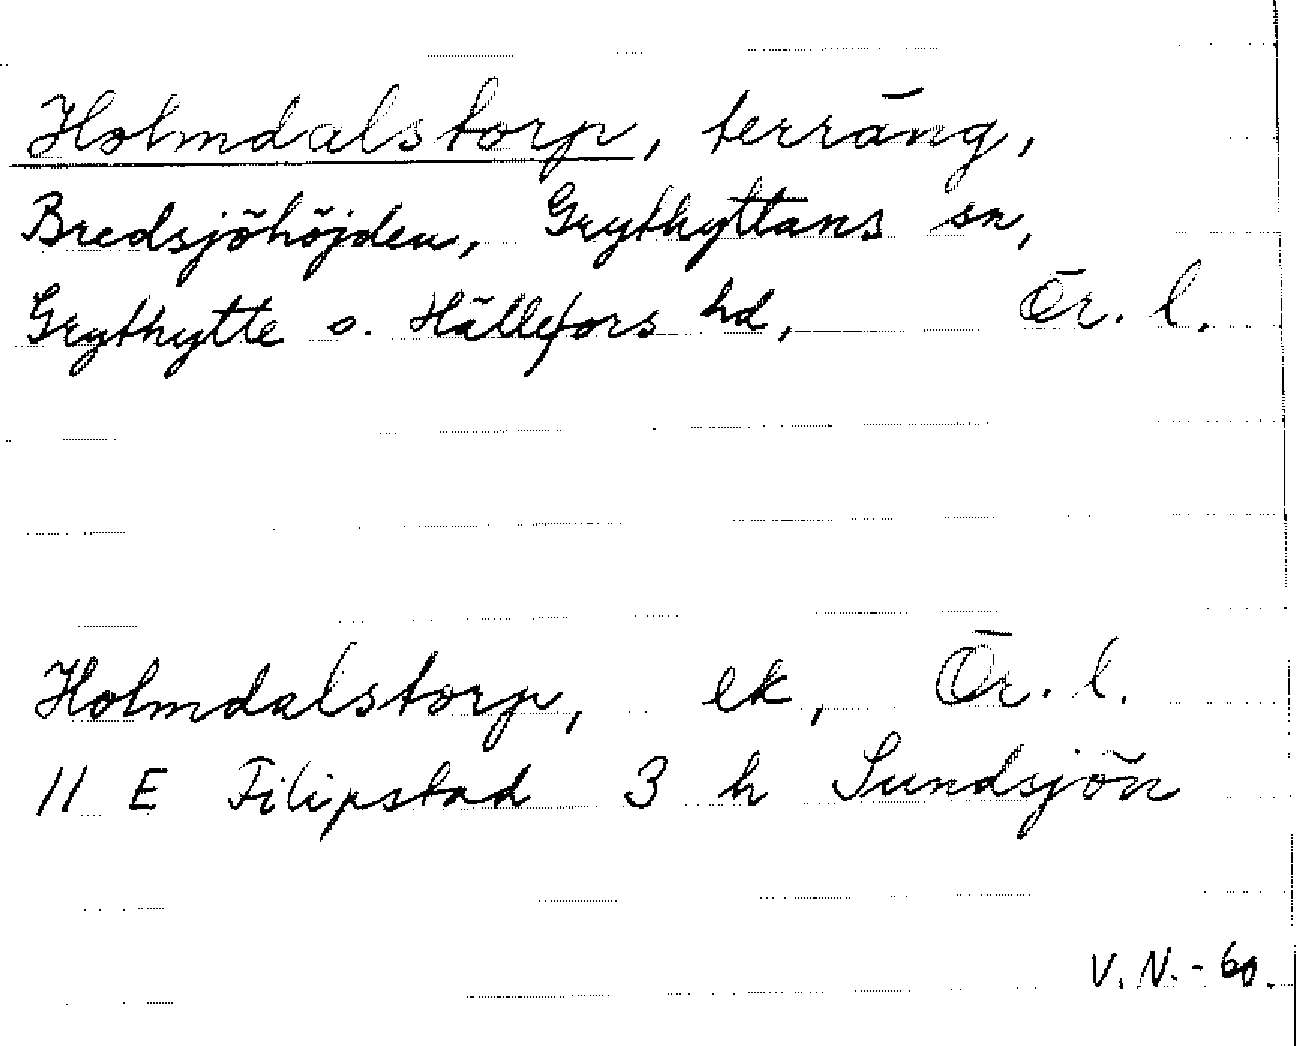 Holmdalstorp, terräng,
Bredsjöhöjden, Grythyttans sn,
Grythytte o. Hällefors hd, Ör. l.
Holmdalstorp, ek, Ör. l.
11 E Filipstad 3 h Sundsjön
V. N. - 60.